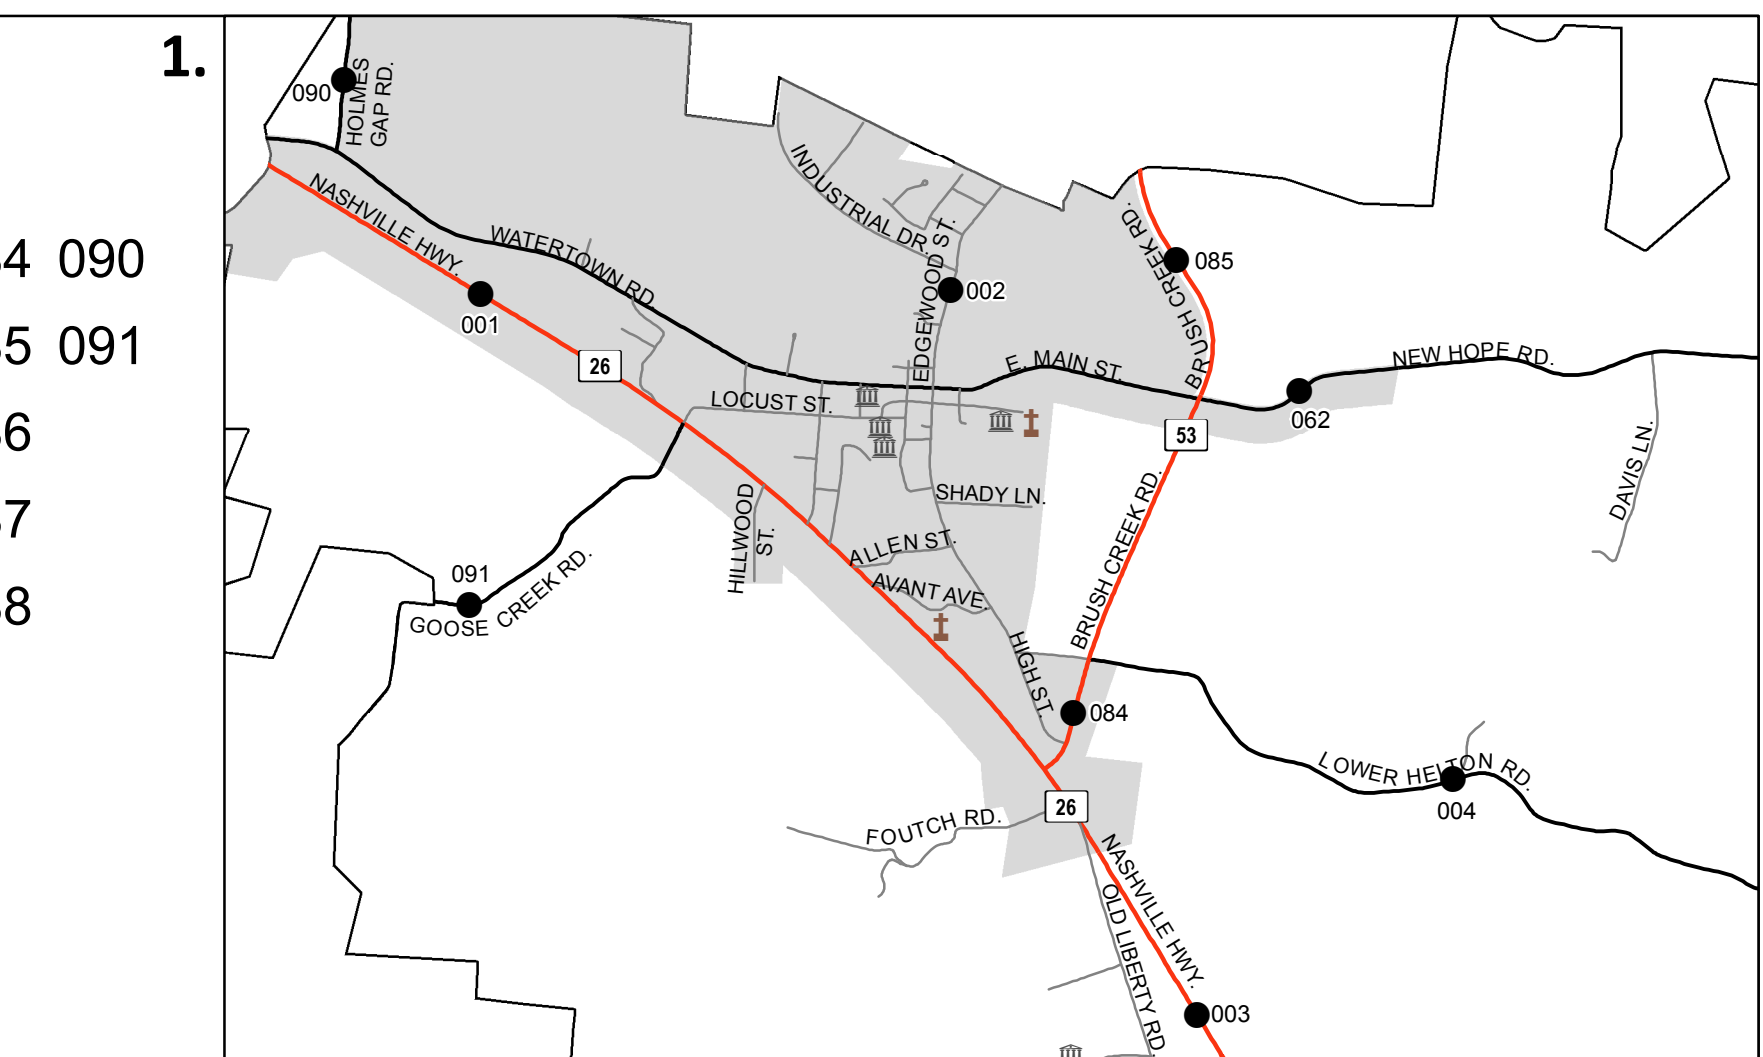 1.
4 090
5 091
6
7
8
090
HOLMES
GAP RD.
NASHVILLE HWY.
WATERTOWN RD.
001
26
INDUSTRIAL DR.
EDGEWOOD ST.
002
BRUSH CREEK RD.
085
E. MAIN ST.
NEW HOPE RD.
062
LOCUST ST.
53
DAVIS LN.
SHADY LN.
HILLWOOD
ST.
ALLEN ST.
AVANT AVE.
BRUSH CREEK RD.
091
GOOSE CREEK RD.
HIGH ST.
084
LOWER HELTON RD.
004
26
FOUTCH RD.
NASHVILLE HWY.
OLD LIBERTY RD.
003